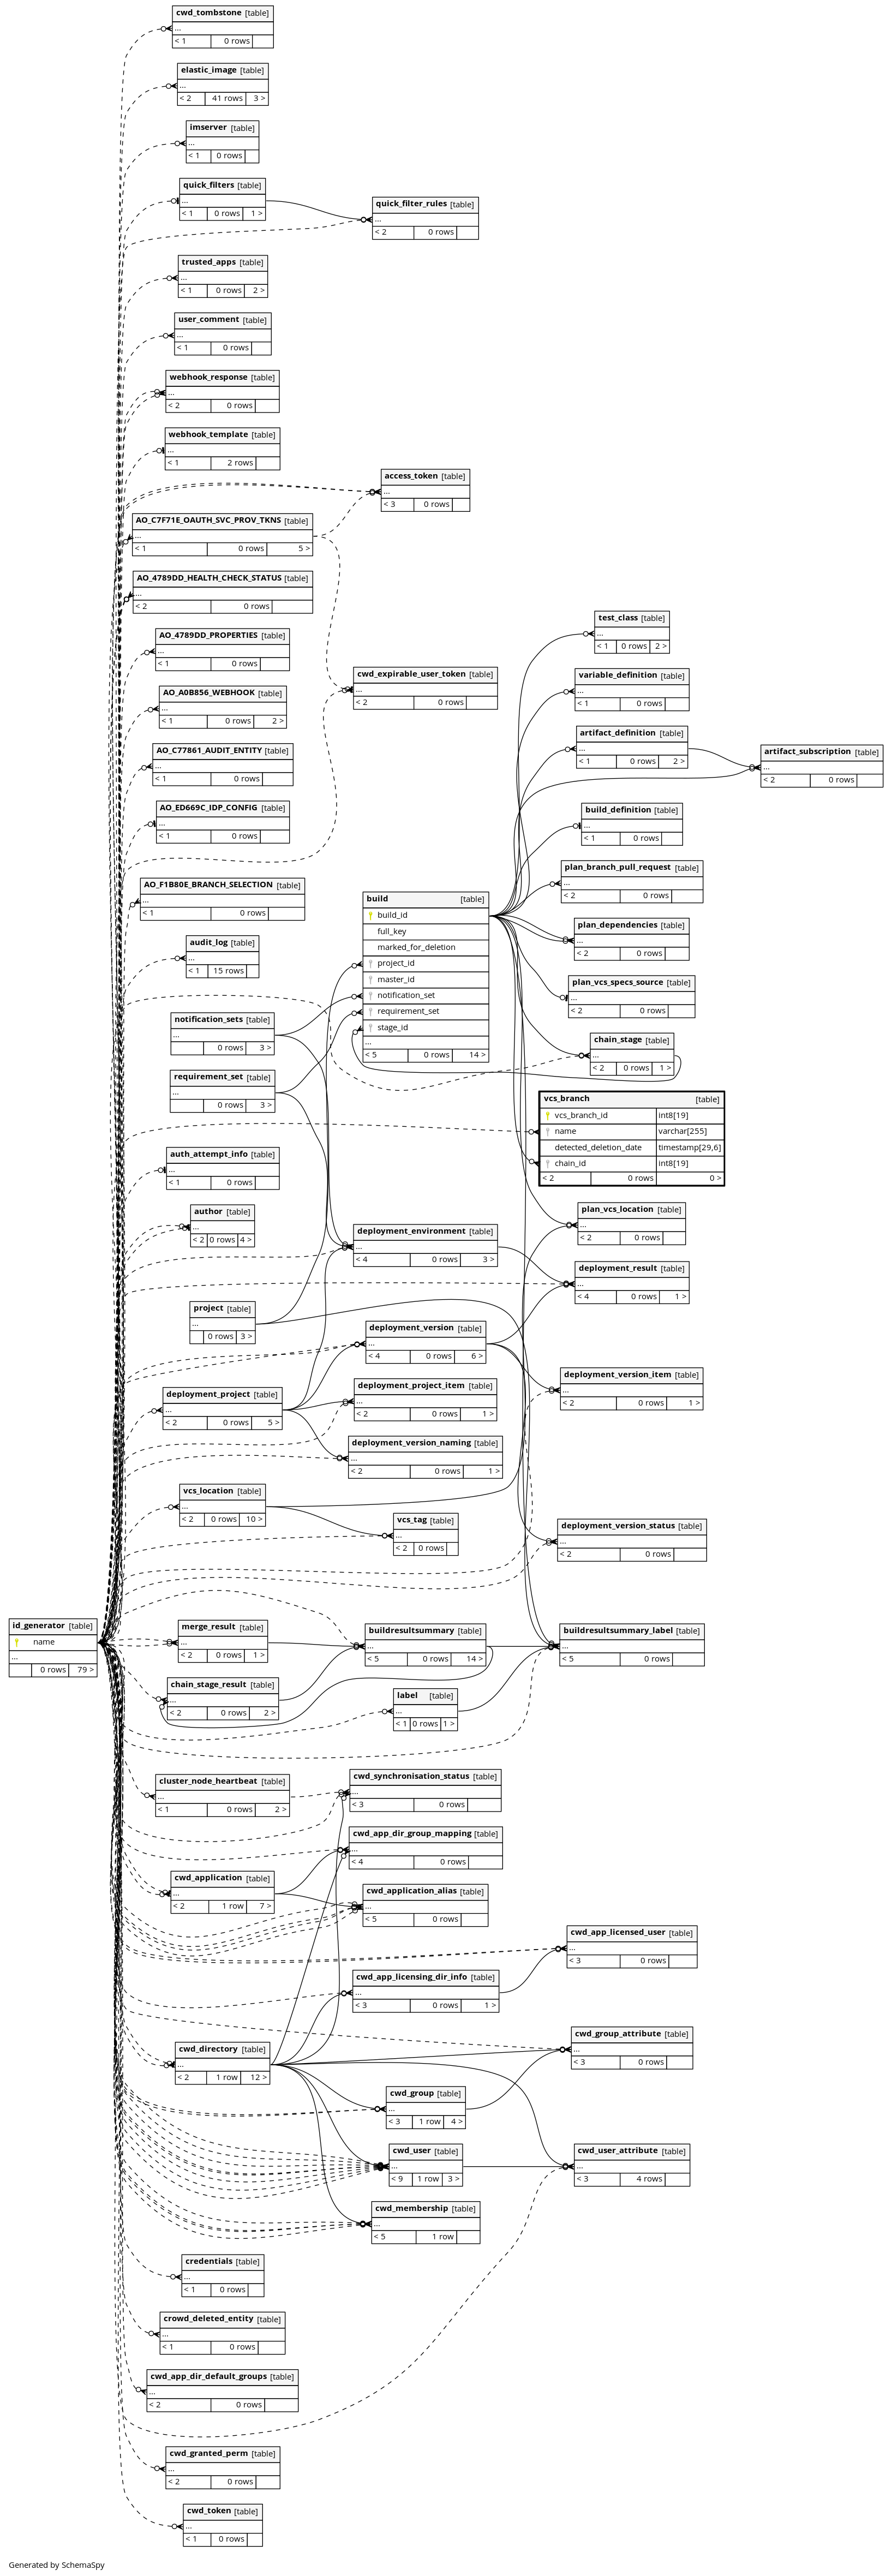 cwd_tombstone [table]
...
< 1 0 rows
elastic_image [table]
...
< 2 41 rows 3 >
imserver [table]
...
< 1 0 rows
quick_filters [table]
...
< 1 0 rows 1 >
quick_filter_rules [table]
...
< 2 0 rows
trusted_apps [table]
...
< 1 0 rows 2 >
user_comment [table]
...
< 1 0 rows
webhook_response [table]
...
< 2 0 rows
webhook_template [table]
...
< 1 2 rows
access_token [table]
...
< 3 0 rows
AO_C7F71E_OAUTH_SVC_PROV_TKNS [table]
...
< 1 0 rows 5 >
AO_4789DD_HEALTH_CHECK_STATUS [table]
...
< 2 0 rows
test_class [table]
...
< 1 0 rows 2 >
AO_4789DD_PROPERTIES [table]
...
< 1 0 rows
cwd_expirable_user_token [table]
...
< 2 0 rows
variable_definition [table]
...
< 1 0 rows
AO_A0B856_WEBHOOK [table]
...
< 1 0 rows 2 >
artifact_definition [table]
...
< 1 0 rows 2 >
artifact_subscription [table]
...
< 2 0 rows
AO_C77861_AUDIT_ENTITY [table]
...
< 1 0 rows
AO_ED669C_IDP_CONFIG [table]
...
< 1 0 rows
build_definition [table]
...
< 1 0 rows
plan_branch_pull_request [table]
...
< 2 0 rows
AO_F1B80E_BRANCH_SELECTION [table]
...
< 1 0 rows
build [table]
build_id
full_key
marked_for_deletion
project_id
master_id
notification_set
requirement_set
stage_id
...
< 5 0 rows 14 >
plan_dependencies [table]
...
< 2 0 rows
audit_log [table]
...
< 1 15 rows
plan_vcs_specs_source [table]
...
< 2 0 rows
notification_sets [table]
...
0 rows 3 >
chain_stage [table]
...
< 2 0 rows 1 >
requirement_set [table]
...
0 rows 3 >
vcs_branch [table]
vcs_branch_id int8[19]
name varchar[255]
detected_deletion_date timestamp[29,6]
chain_id int8[19]
< 2 0 rows 0 >
auth_attempt_info [table]
...
< 1 0 rows
author [table]
...
< 2 0 rows 4 >
plan_vcs_location [table]
...
< 2 0 rows
deployment_environment [table]
...
< 4 0 rows 3 >
deployment_result [table]
...
< 4 0 rows 1 >
project [table]
...
0 rows 3 >
deployment_version [table]
...
< 4 0 rows 6 >
deployment_version_item [table]
...
< 2 0 rows 1 >
deployment_project [table]
...
< 2 0 rows 5 >
deployment_project_item [table]
...
< 2 0 rows 1 >
deployment_version_naming [table]
...
< 2 0 rows 1 >
vcs_location [table]
...
< 2 0 rows 10 >
vcs_tag [table]
...
< 2 0 rows
deployment_version_status [table]
...
< 2 0 rows
id_generator [table]
name
...
0 rows 79 >
merge_result [table]
...
< 2 0 rows 1 >
buildresultsummary [table]
...
< 5 0 rows 14 >
buildresultsummary_label [table]
...
< 5 0 rows
chain_stage_result [table]
...
< 2 0 rows 2 >
label [table]
...
< 1 0 rows 1 >
cluster_node_heartbeat [table]
...
< 1 0 rows 2 >
cwd_synchronisation_status [table]
...
< 3 0 rows
cwd_app_dir_group_mapping [table]
...
< 4 0 rows
cwd_application [table]
...
< 2 1 row 7 >
cwd_application_alias [table]
...
< 5 0 rows
cwd_app_licensed_user [table]
...
< 3 0 rows
cwd_app_licensing_dir_info [table]
...
< 3 0 rows 1 >
cwd_group_attribute [table]
...
< 3 0 rows
cwd_directory [table]
...
< 2 1 row 12 >
cwd_group [table]
...
< 3 1 row 4 >
cwd_user [table]
...
< 9 1 row 3 >
cwd_user_attribute [table]
...
< 3 4 rows
cwd_membership [table]
...
< 5 1 row
credentials [table]
...
< 1 0 rows
crowd_deleted_entity [table]
...
< 1 0 rows
cwd_app_dir_default_groups [table]
...
< 2 0 rows
cwd_granted_perm [table]
...
< 2 0 rows
cwd_token [table]
...
< 1 0 rows
Generated by SchemaSpy